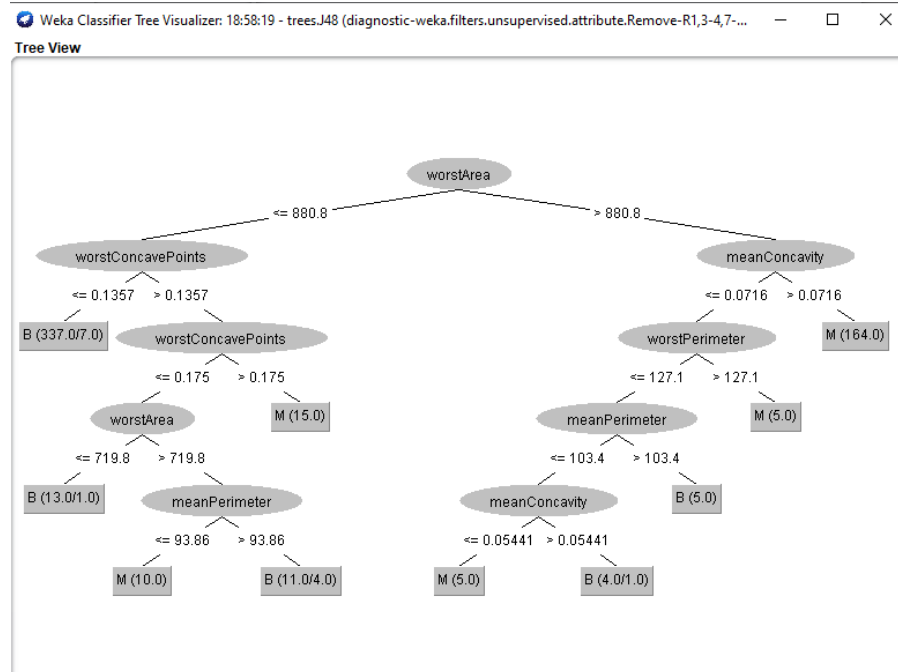 Weka Classifier Tree Visualizer: 18:58:19 - trees.J48 (diagnostic-weka.filters.unsupervised.attribute.Remove-R1,3-4,7-...
Tree View
worstArea
<= 880.8 > 880.8
worstConcavePoints meanConcavity
<= 0.1357 > 0.1357 <= 0.0716 > 0.0716
B (337.0/7.0) worstConcavePoints worstPerimeter M (164.0)
<= 0.175 > 0.175 <= 127.1 > 127.1
worstArea M (15.0) meanPerimeter M (5.0)
<= 719.8 > 719.8 <= 103.4 > 103.4
B (13.0/1.0) meanPerimeter meanConcavity B (5.0)
<= 93.86 > 93.86 <= 0.05441 > 0.05441
M (10.0) B (11.0/4.0) M (5.0) B (4.0/1.0)